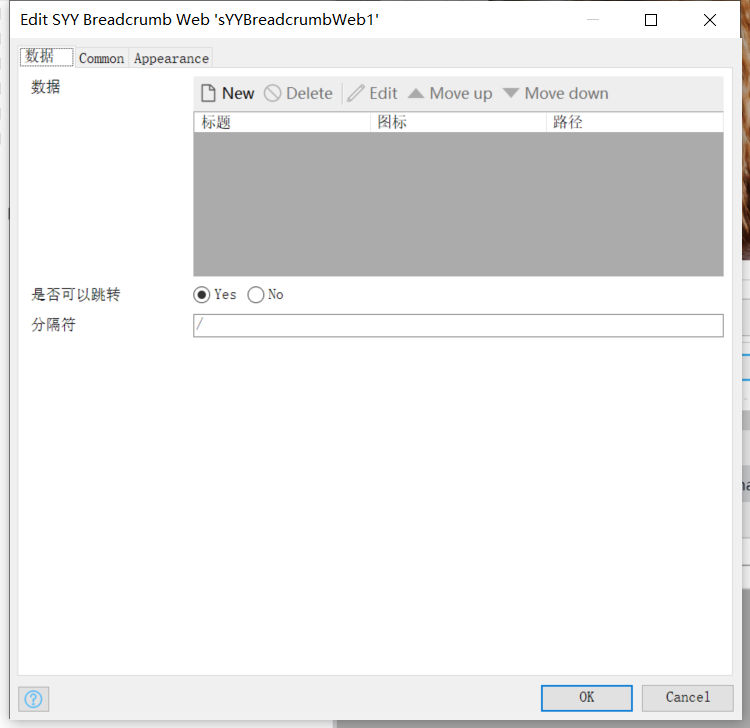 Edit SYY Breadcrumb Web 'sYYBreadcrumbWeb1'
数据 Common Appearance
数据 New Delete Edit Move up Move down
标题 图标 路径
是否可以跳转 Yes No
分隔符 /
? OK Cancel